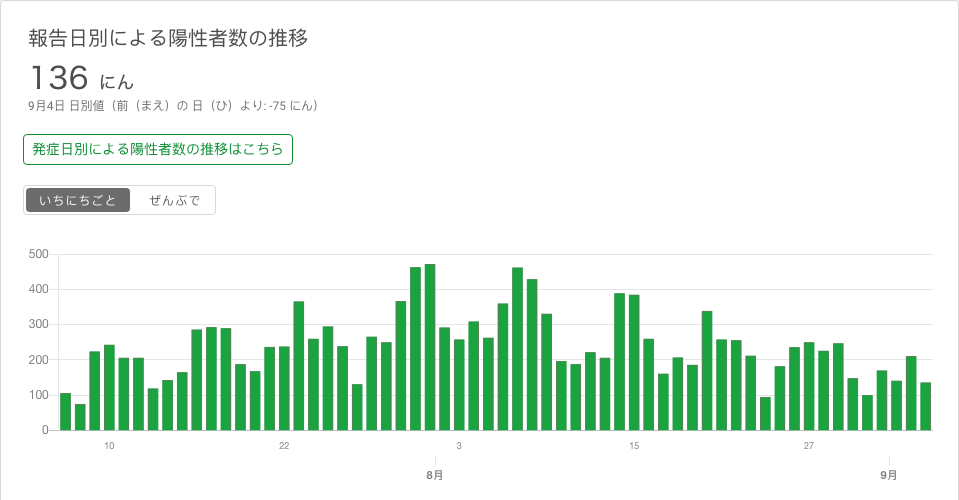 報告日別による陽性者数の推移
136 にん
9月4日 日別値（前（まえ）の 日（ひ）より: -75 にん）
発症日別による陽性者数の推移はこちら
いちにちごと ぜんぶで
500
400
300
200
100
0
10 22 3 15 27
8月 9月